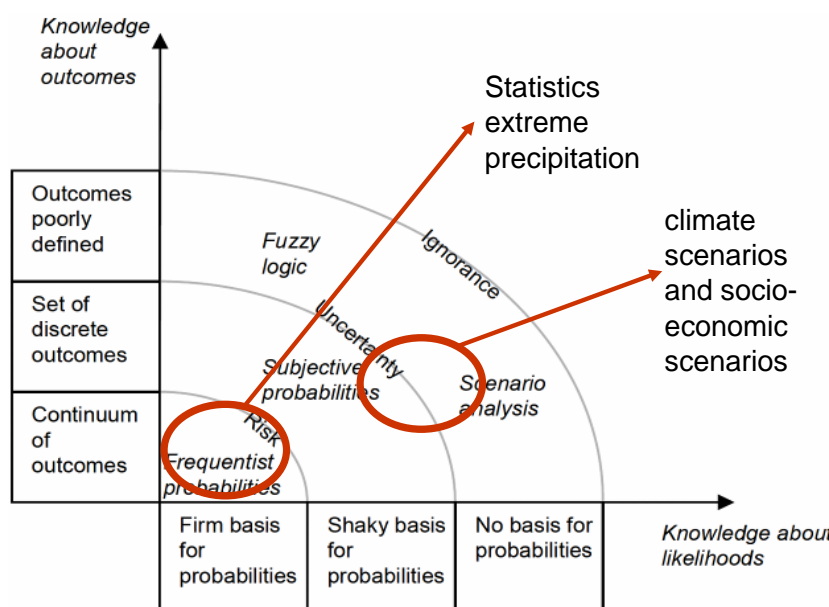 Knowledge
about
outcomes
Statistics
extreme
precipitation
Outcomes
poorly
defined
Fuzzy
logic
Ignorance
climate
scenarios
and socio-
economic
scenarios
Set of
discrete
outcomes
Uncertainty
Subjective
probabilities
Scenario
analysis
Continuum
of
outcomes
Risk
Frequentist
probabilities
Firm basis
for
probabilities
Shaky basis
for
probabilities
No basis for
probabilities
Knowledge about
likelihoods